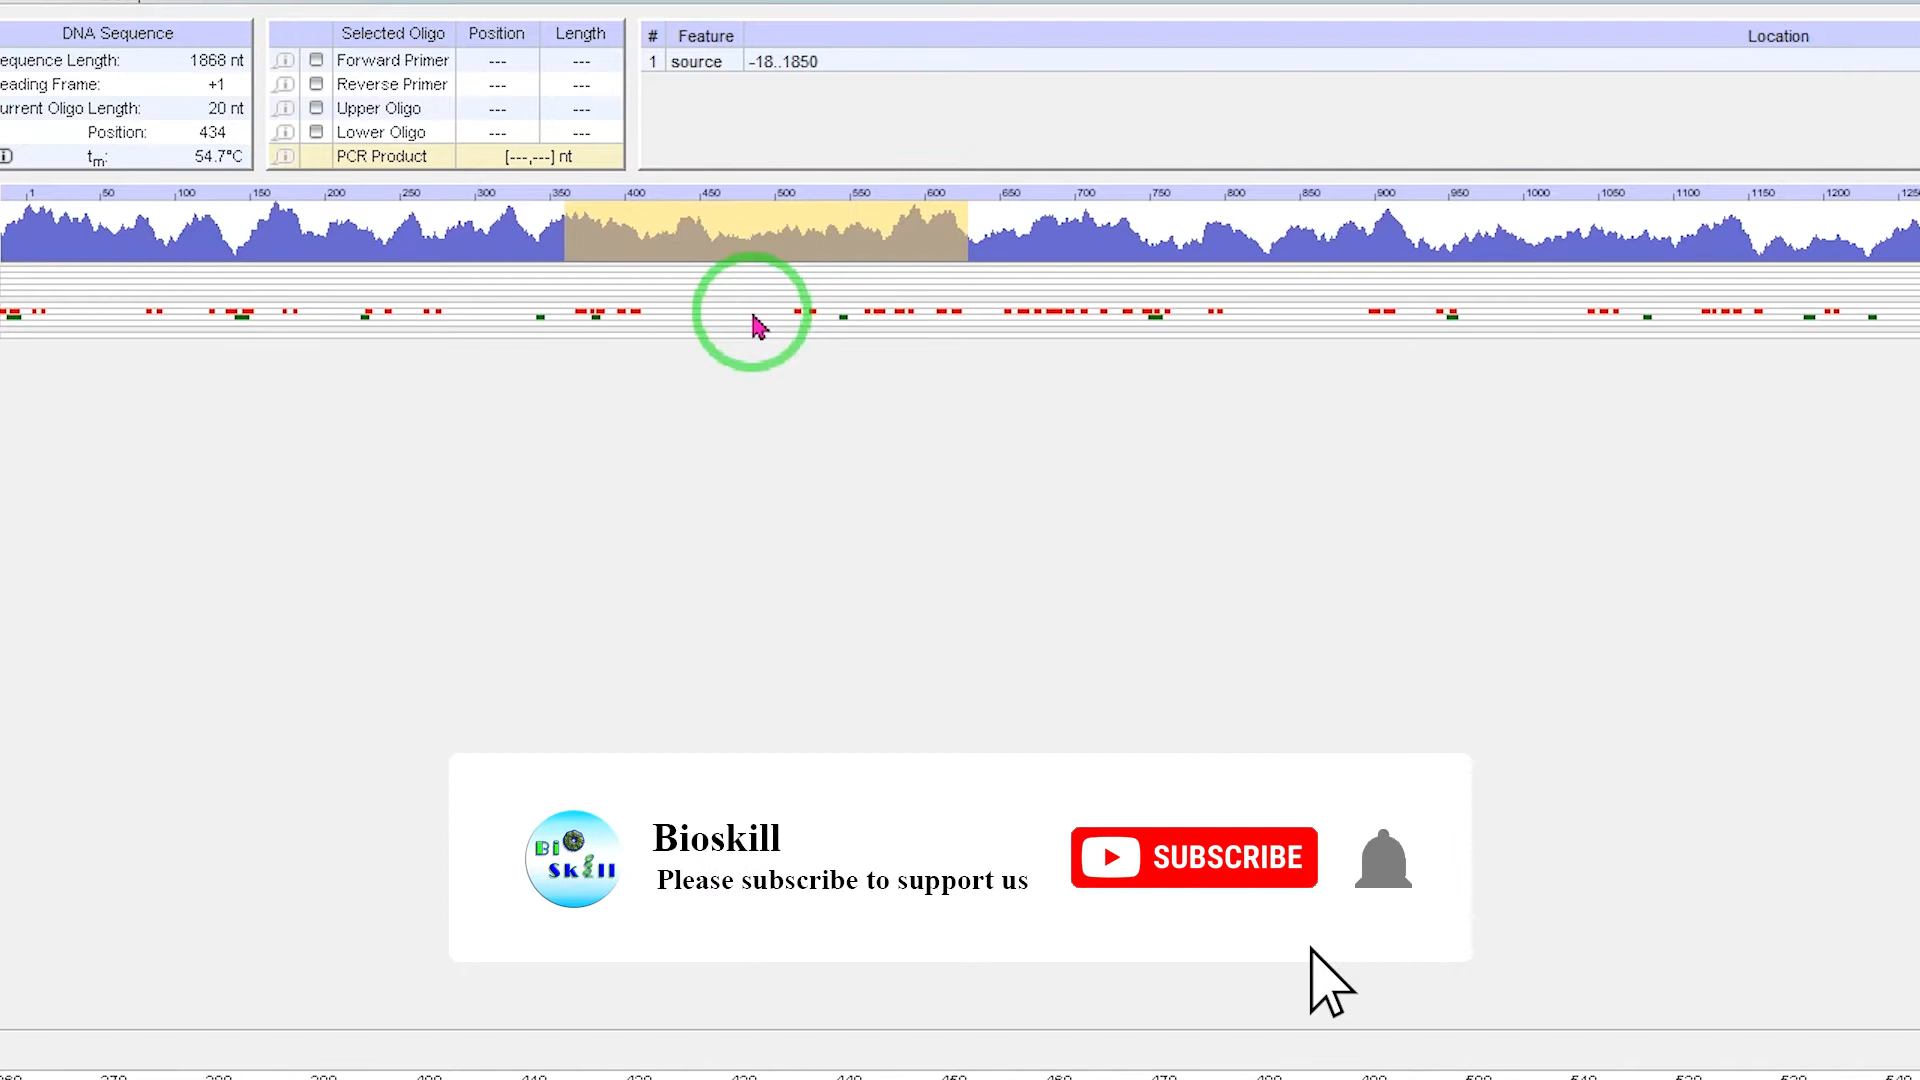 DNA Sequence
equence Length: 1868 nt
eading Frame: +1
urrent Oligo Length: 20 nt
Position: 434
tm: 54.7°C
Selected Oligo Position Length
Forward Primer --- ---
Reverse Primer --- ---
Upper Oligo --- ---
Lower Oligo --- ---
PCR Product [---,---] nt
# Feature Location
1 source -18..1850
1 50 100 150 200 250 300 350 400 450 500 550 600 650 700 750 800 850 900 950 1000 1050 1100 1150 1200 125
Bi
Skill
Bioskill
Please subscribe to support us
SUBSCRIBE